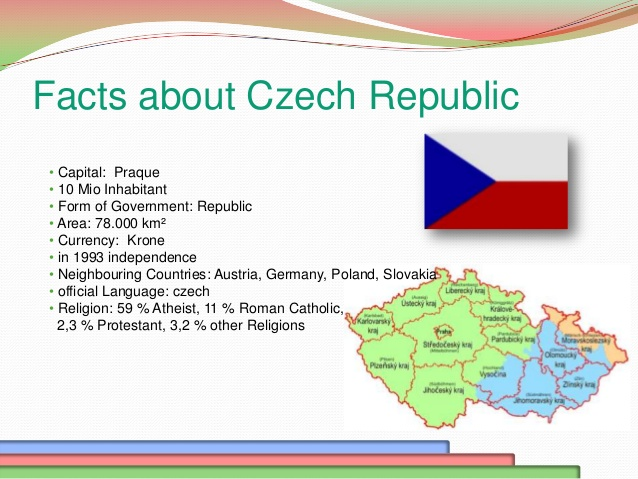 Facts about Czech Republic
• Capital: Praque
• 10 Mio Inhabitant
• Form of Government: Republic
• Area: 78.000 km²
• Currency: Krone
• in 1993 independence
• Neighbouring Countries: Austria, Germany, Poland, Slovakia
• official Language: czech
• Religion: 59 % Atheist, 11 % Roman Catholic,
2,3 % Protestant, 3,2 % other Religions
Liberecký kraj
Ústecký kraj
Karlovarský kraj
Praha
Králove-
hradecký kraj
Středočeský kraj
Pardubický kraj
Moravskoslezský kraj
Olomoucký kraj
Plzeňský kraj
Vysočina
Zlínský kraj
Jihočeský kraj
Jihomoravský kraj